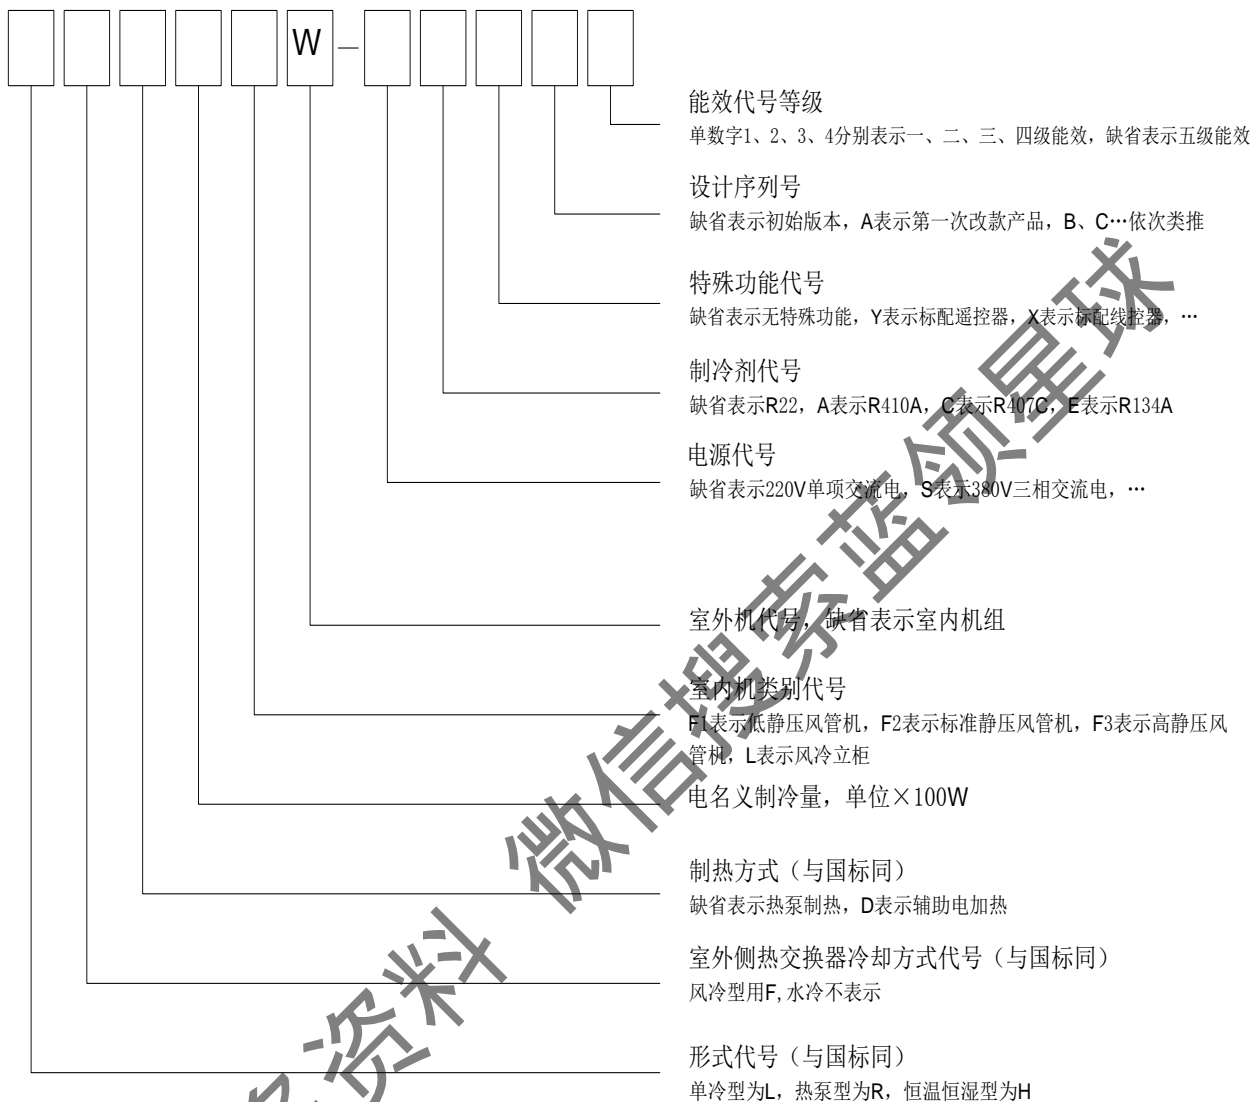 W
能效代号等级
单数字1、2、3、4分别表示一、二、三、四级能效，缺省表示五级能效
设计序列号
缺省表示初始版本，A表示第一次改款产品，B、C…依次类推
特殊功能代号
缺省表示无特殊功能，Y表示标配遥控器，X表示标配线控器，…
制冷剂代号
缺省表示R22，A表示R410A，C表示R407C，E表示R134A
电源代号
缺省表示220V单项交流电，S表示380V三相交流电，…
室外机代号，缺省表示室内机组
室内机类别代号
F1表示低静压风管机，F2表示标准静压风管机，F3表示高静压风
管机，L表示风冷立柜
电名义制冷量，单位×100W
制热方式（与国标同）
缺省表示热泵制热，D表示辅助电加热
室外侧热交换器冷却方式代号（与国标同）
风冷型用F,水冷不表示
形式代号（与国标同）
单冷型为L，热泵型为R，恒温恒湿型为H
资料 微信搜索蓝领星球